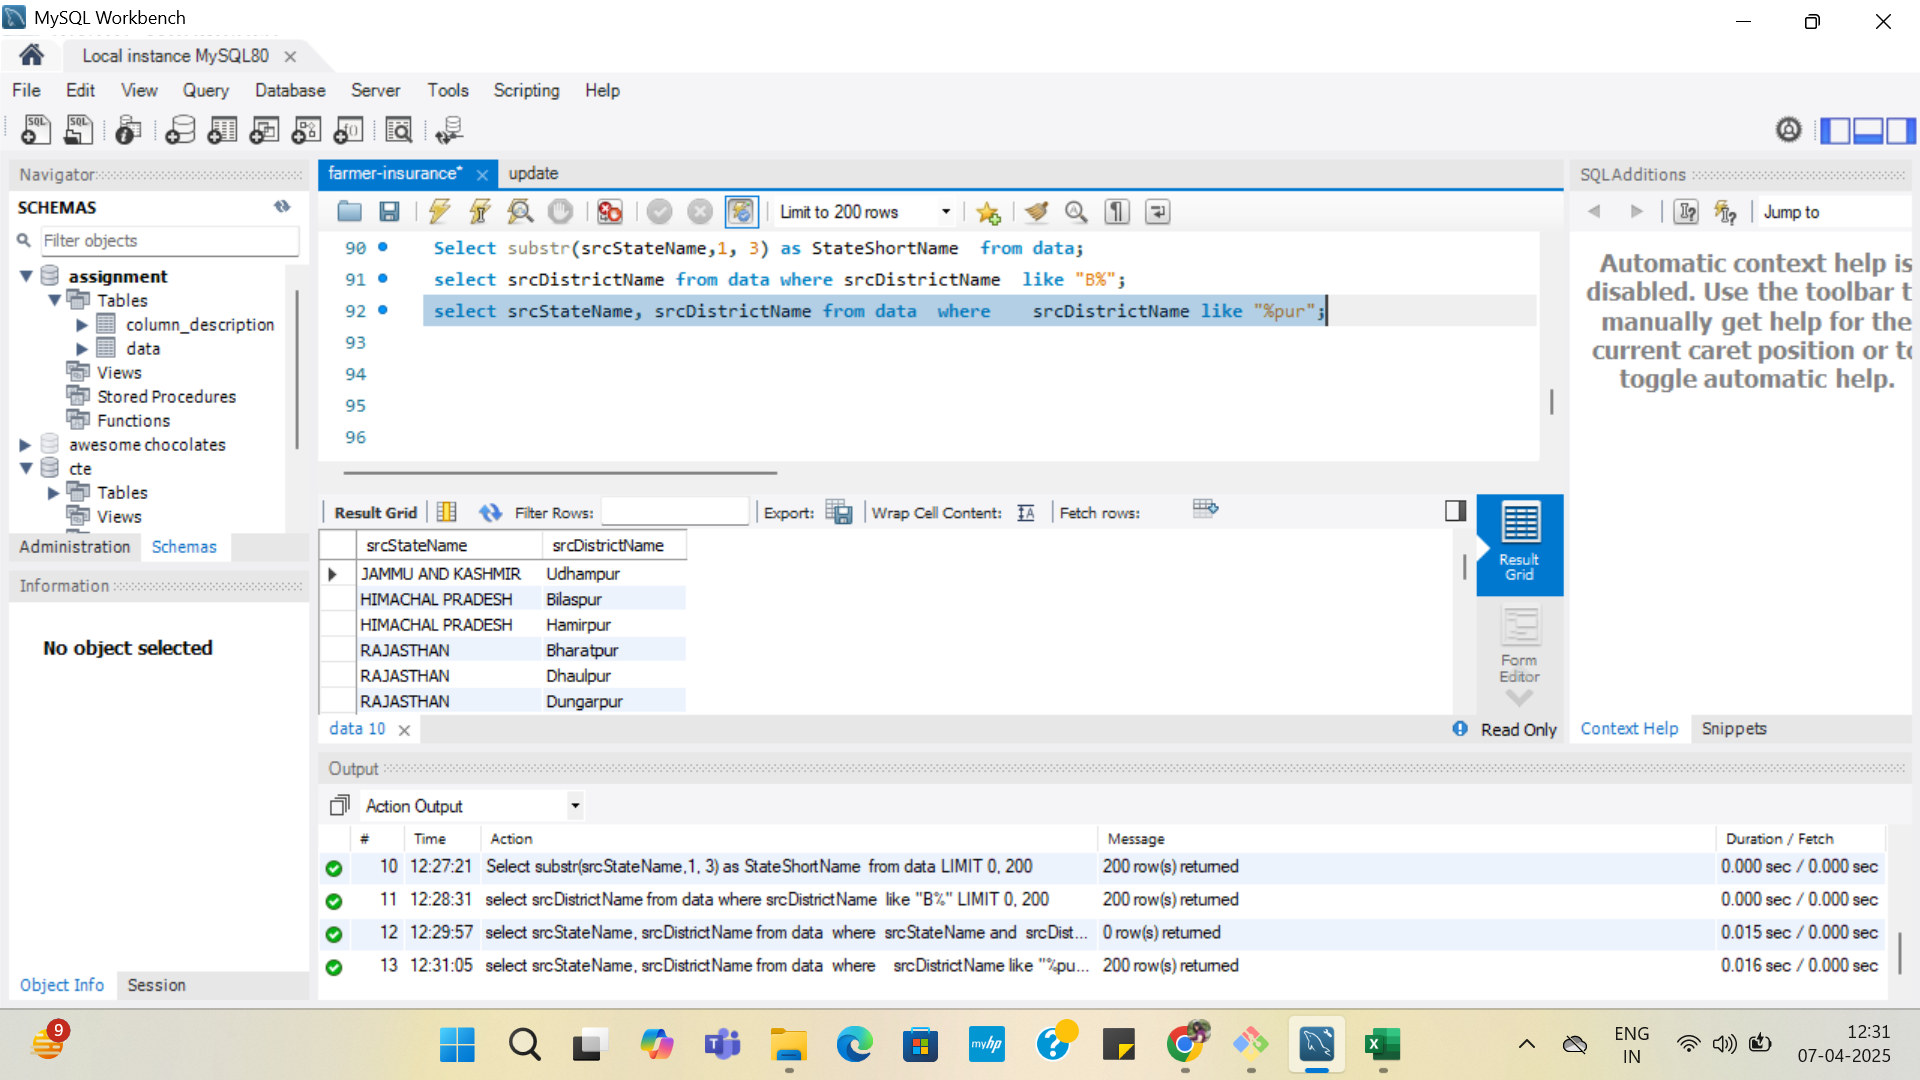 MySQL Workbench
Local instance MySQL80
File Edit View Query Database Server Tools Scripting Help
Navigator
SCHEMAS
Filter objects
assignment
Tables
column_description
data
Views
Stored Procedures
Functions
awesome chocolates
cte
Tables
Views
Administration Schemas
Information
No object selected
Object Info Session
farmer-insurance* update
Limit to 200 rows
90 Select substr(srcStateName,1, 3) as StateShortName  from data;
91 select srcDistrictName from data where srcDistrictName  like "B%";
92 select srcStateName, srcDistrictName from data  where    srcDistrictName like "%pur";
93
94
95
96
Result Grid Filter Rows: Export: Wrap Cell Content: Fetch rows:
srcStateName srcDistrictName
JAMMU AND KASHMIR Udhampur
HIMACHAL PRADESH Bilaspur
HIMACHAL PRADESH Hamirpur
RAJASTHAN Bharatpur
RAJASTHAN Dhaulpur
RAJASTHAN Dungarpur
Result
Grid
Form
Editor
data 10 Read Only
SQLAdditions
Jump to
Automatic context help is
disabled. Use the toolbar t
manually get help for the
current caret position or to
toggle automatic help.
Context Help Snippets
Output
Action Output
# Time Action Message Duration / Fetch
10 12:27:21 Select substr(srcStateName,1, 3) as StateShortName  from data LIMIT 0, 200 200 row(s) returned 0.000 sec / 0.000 sec
11 12:28:31 select srcDistrictName from data where srcDistrictName  like "B%" LIMIT 0, 200 200 row(s) returned 0.000 sec / 0.000 sec
12 12:29:57 select srcStateName, srcDistrictName from data  where  srcStateName and  srcDist... 0 row(s) returned 0.015 sec / 0.000 sec
13 12:31:05 select srcStateName, srcDistrictName from data  where    srcDistrictName like "%pu... 200 row(s) returned 0.016 sec / 0.000 sec
9
myhp
ENG
IN
12:31
07-04-2025